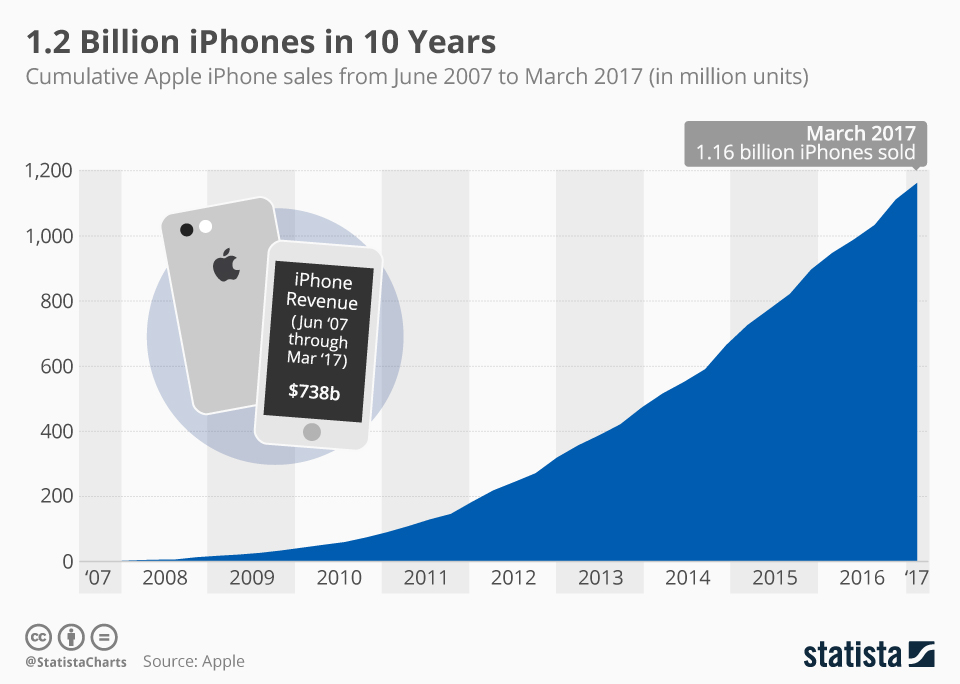 1.2 Billion iPhones in 10 Years
Cumulative Apple iPhone sales from June 2007 to March 2017 (in million units)
March 2017
1.16 billion iPhones sold
1,200
1,000
800
600
400
200
0
iPhone
Revenue
(Jun ‘07
through
Mar ‘17)
$738b
‘07 2008 2009 2010 2011 2012 2013 2014 2015 2016 ‘17
cc
@StatistaCharts Source: Apple
statista